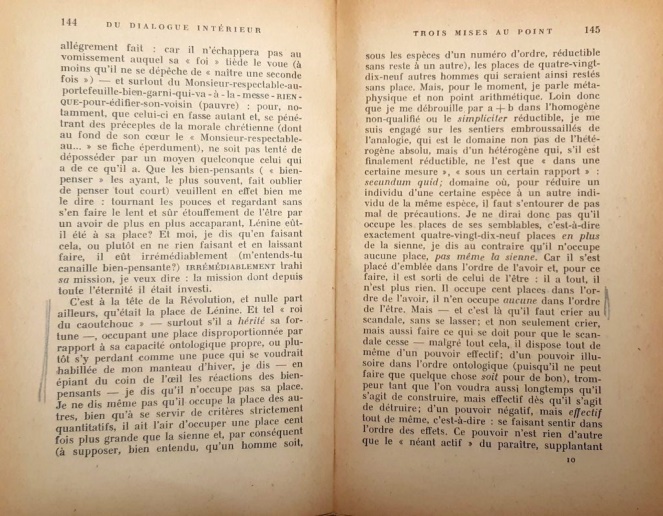 144 DU DIALOGUE INTÉRIEUR
allégrement fait : car il n'échappera pas au
vomissement auquel sa « foi » tiède le voue (à
moins qu'il ne se dépêche de « naître une seconde
fois ») — et surtout du Monsieur-respectable-au-
portefeuille-bien-garni-qui-va-à-la-messe-RIEN-
QUE-pour-édifier-son-voisin (pauvre) : pour, no-
tamment, que celui-ci en fasse autant et, se péné-
trant des préceptes de la morale chrétienne (dont
au fond de son cœur le « Monsieur-respectable-
au... » se fiche éperdument), ne soit pas tenté de
déposséder par un moyen quelconque celui qui
a de ce qu'il a. Que les bien-pensants ( « bien-
penser » les ayant, le plus souvent, fait oublier
de penser tout court) veuillent en effet bien me
le dire : tournant les pouces et regardant sans
s'en faire le lent et sûr étouffement de l'être par
un avoir de plus en plus accaparant, Lénine eût-
il été à sa place? Et moi, je dis qu'en faisant
cela, ou plutôt en ne rien faisant et en laissant
faire, il eût irrémédiablement (m'entends-tu
canaille bien-pensante?) IRRÉMÉDIABLEMENT trahi
sa mission, je veux dire : la mission dont depuis
toute l'éternité il était investi.
C'est à la tête de la Révolution, et nulle part
ailleurs, qu'était la place de Lénine. Et tel « roi
du caoutchouc » — surtout s'il a hérité sa for-
tune —, occupant une place disproportionnée par
rapport à sa capacité ontologique propre, ou plu-
tôt s'y perdant comme une puce qui se voudrait
habillée de mon manteau d'hiver, je dis — en
épiant du coin de l'œil les réactions des bien-
pensants — je dis qu'il n'occupe pas sa place.
Je ne dis même pas qu'il occupe la place des au-
tres, bien qu'à se servir de critères strictement
quantitatifs, il ait l'air d'occuper une place cent
fois plus grande que la sienne et, par conséquent
(à supposer, bien entendu, qu'un homme soit,
TROIS MISES AU POINT 145
sous les espèces d'un numéro d'ordre, réductible
sans reste à un autre), les places de quatre-vingt-
dix-neuf autres hommes qui seraient ainsi restés
sans place. Mais, pour le moment, je parle méta-
physique et non point arithmétique. Loin donc
que je me débrouille par a + b dans l'homogène
non-qualifié ou le simpliciter réductible, je me
suis engagé sur les sentiers embroussaillés de
l'analogie, qui est le domaine non pas de l'hété-
rogène absolu, mais d'un hétérogène qui, s'il est
finalement réductible, ne l'est que « dans une
certaine mesure », « sous un certain rapport » :
secundum quid; domaine où, pour réduire un
individu d'une certaine espèce à un autre indi-
vidu de la même espèce, il faut s'entourer de pas
mal de précautions. Je ne dirai donc pas qu'il
occupe les places de ses semblables, c'est-à-dire
exactement quatre-vingt-dix-neuf places en plus
de la sienne, je dis au contraire qu'il n'occupe
aucune place, pas même la sienne. Car il s'est
placé d'emblée dans l'ordre de l'avoir et, pour ce
faire, il est sorti de celui de l'être : il a tout, il
n'est plus rien. Il occupe cent places dans l'or-
dre de l'avoir, il n'en occupe aucune dans l'ordre
de l'être. Mais — et c'est là qu'il faut crier au
scandale, sans se lasser; et non seulement crier,
mais aussi faire ce qui se doit pour que le scan-
dale cesse — malgré tout cela, il dispose tout de
même d'un pouvoir effectif; d'un pouvoir illu-
soire dans l'ordre ontologique (puisqu'il ne peut
faire que quelque chose soit pour de bon), trom-
peur tant que l'on voudra aussi longtemps qu'il
s'agit de construire, mais effectif dès qu'il s'agit
de détruire; d'un pouvoir négatif, mais effectif
tout de même, c'est-à-dire : se faisant sentir dans
l'ordre des effets. Ce pouvoir n'est rien d'autre
que le « néant actif » du paraître, supplantant
10